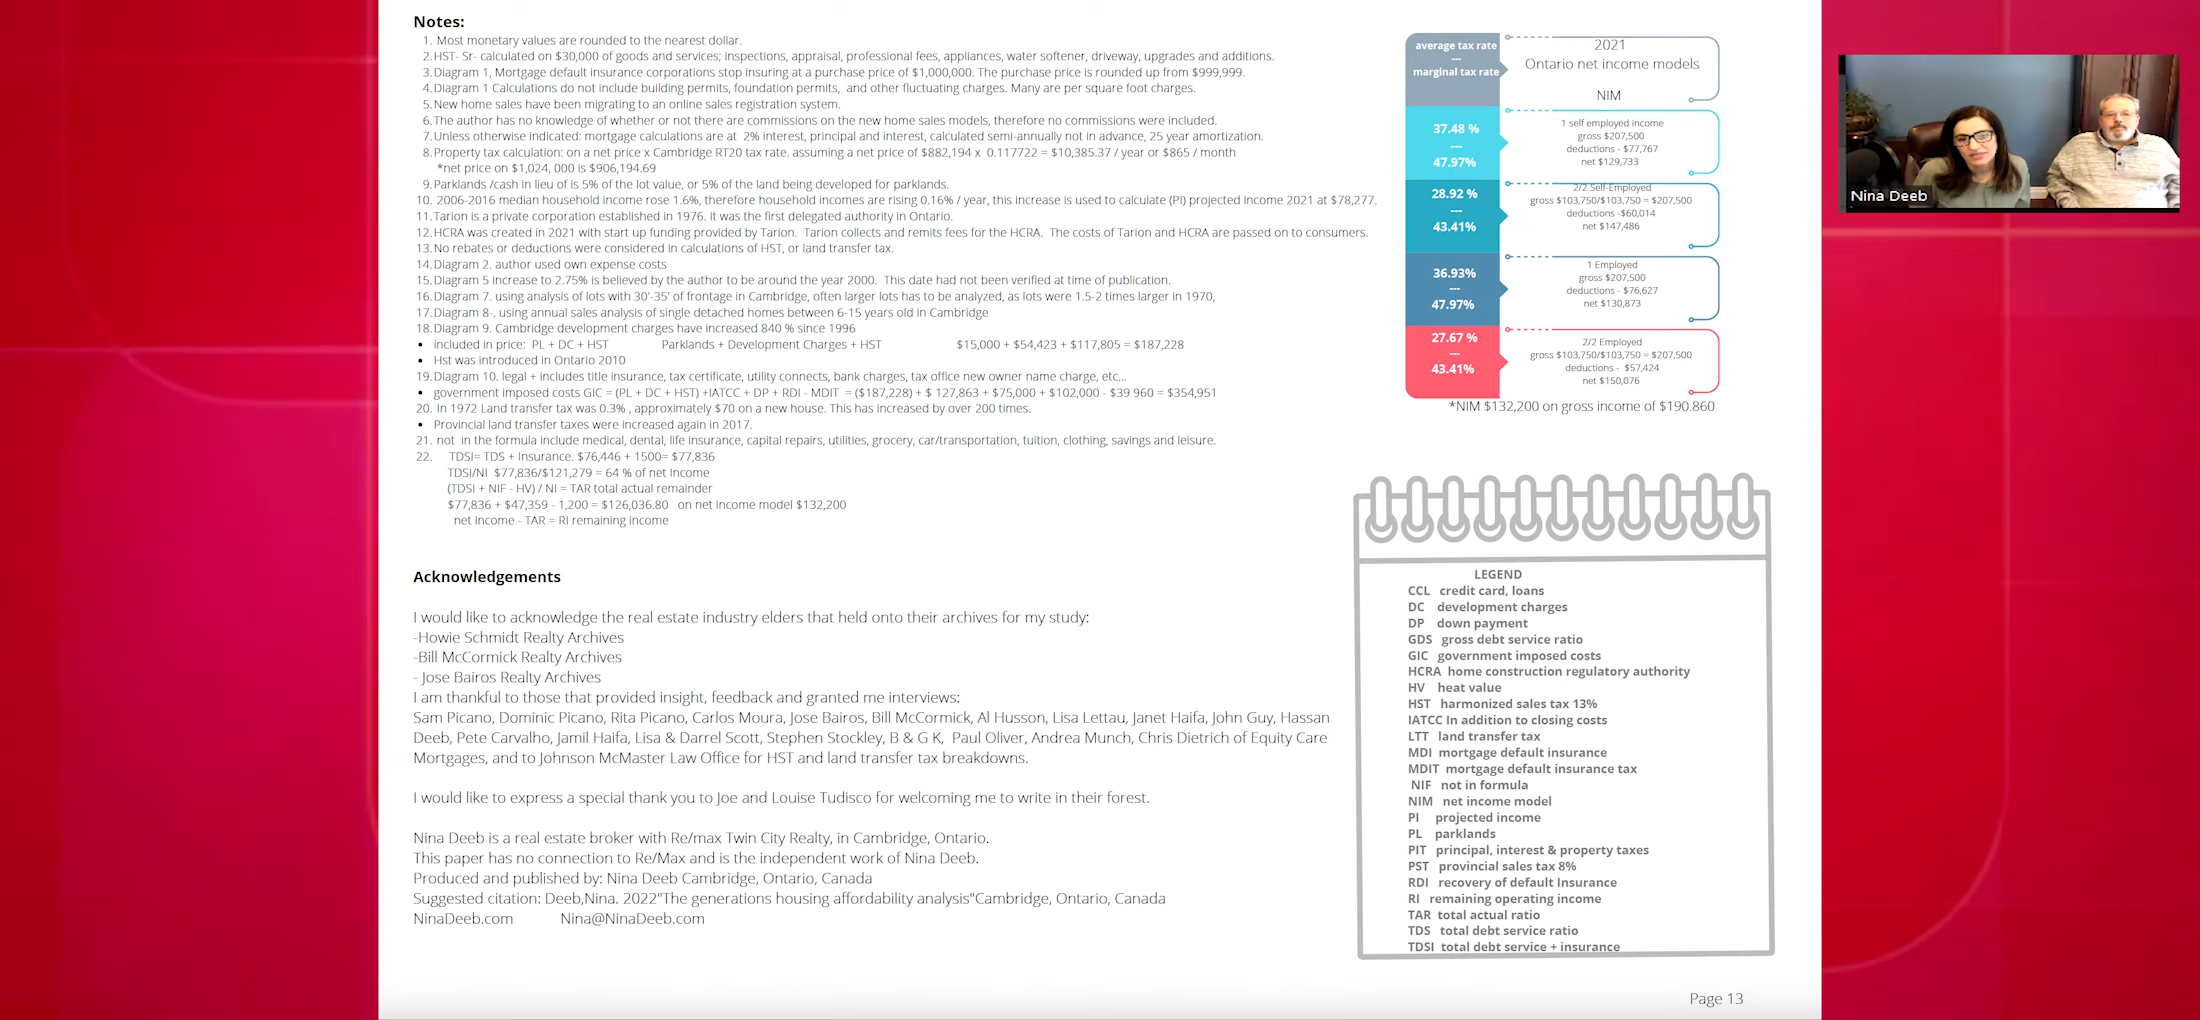 Notes:
1. Most monetary values are rounded to the nearest dollar.
2. HST- Sr- calculated on $30,000 of goods and services; inspections, appraisal, professional fees, appliances, water softener, driveway, upgrades and additions.
3. Diagram 1, Mortgage default insurance corporations stop insuring at a purchase price of $1,000,000. The purchase price is rounded up from $999,999.
4. Diagram 1 Calculations do not include building permits, foundation permits, and other fluctuating charges. Many are per square foot charges.
5. New home sales have been migrating to an online sales registration system.
6. The author has no knowledge of whether or not there are commissions on the new home sales models, therefore no commissions were included.
7. Unless otherwise indicated: mortgage calculations are at 2% interest, principal and interest, calculated semi-annually not in advance, 25 year amortization.
8. Property tax calculation: on a net price x Cambridge RT20 tax rate. assuming a net price of $882,194 x 0.117722 = $10,385.37 / year or $865 / month
*net price on $1,024, 000 is $906,194.69
9. Parklands /cash in lieu of is 5% of the lot value, or 5% of the land being developed for parklands.
10. 2006-2016 median household income rose 1.6%, therefore household incomes are rising 0.16% / year, this increase is used to calculate (PI) projected income 2021 at $78,277.
11. Tarion is a private corporation established in 1976. It was the first delegated authority in Ontario.
12. HCRA was created in 2021 with start up funding provided by Tarion. Tarion collects and remits fees for the HCRA. The costs of Tarion and HCRA are passed on to consumers.
13. No rebates or deductions were considered in calculations of HST, or land transfer tax.
14. Diagram 2. author used own expense costs
15. Diagram 5 increase to 2.75% is believed by the author to be around the year 2000. This date had not been verified at time of publication.
16. Diagram 7. using analysis of lots with 30'-35' of frontage in Cambridge, often larger lots has to be analyzed, as lots were 1.5-2 times larger in 1970,
17. Diagram 8-. using annual sales analysis of single detached homes between 6-15 years old in Cambridge
18. Diagram 9. Cambridge development charges have increased 840 % since 1996
• included in price: PL + DC + HST Parklands + Development Charges + HST $15,000 + $54,423 + $117,805 = $187,228
• Hst was introduced in Ontario 2010
19. Diagram 10. legal + includes title insurance, tax certificate, utility connects, bank charges, tax office new owner name charge, etc...
• government imposed costs GIC = (PL + DC + HST) +IATCC + DP + RDI - MDIT = ($187,228) + $ 127,863 + $75,000 + $102,000 - $39 960 = $354,951
20. In 1972 Land transfer tax was 0.3% , approximately $70 on a new house. This has increased by over 200 times.
• Provincial land transfer taxes were increased again in 2017.
21. not in the formula include medical, dental, life insurance, capital repairs, utilities, grocery, car/transportation, tuition, clothing, savings and leisure.
22. TDSI= TDS + Insurance. $76,446 + 1500= $77,836
TDSI/NI $77,836/$121,279 = 64 % of net Income
(TDSI + NIF - HV) / NI = TAR total actual remainder
$77,836 + $47,359 - 1,200 = $126,036.80 on net income model $132,200
net Income - TAR = RI remaining income
Acknowledgements
I would like to acknowledge the real estate industry elders that held onto their archives for my study:
-Howie Schmidt Realty Archives
-Bill McCormick Realty Archives
- Jose Bairos Realty Archives
I am thankful to those that provided insight, feedback and granted me interviews:
Sam Picano, Dominic Picano, Rita Picano, Carlos Moura, Jose Bairos, Bill McCormick, Al Husson, Lisa Lettau, Janet Haifa, John Guy, Hassan
Deeb, Pete Carvalho, Jamil Haifa, Lisa & Darrel Scott, Stephen Stockley, B & G K, Paul Oliver, Andrea Munch, Chris Dietrich of Equity Care
Mortgages, and to Johnson McMaster Law Office for HST and land transfer tax breakdowns.
I would like to express a special thank you to Joe and Louise Tudisco for welcoming me to write in their forest.
Nina Deeb is a real estate broker with Re/max Twin City Realty, in Cambridge, Ontario.
This paper has no connection to Re/Max and is the independent work of Nina Deeb.
Produced and published by: Nina Deeb Cambridge, Ontario, Canada
Suggested citation: Deeb,Nina. 2022"The generations housing affordability analysis"Cambridge, Ontario, Canada
NinaDeeb.com Nina@NinaDeeb.com
average tax rate
---
marginal tax rate
2021
Ontario net income models
NIM
37.48 %
---
47.97%
1 self employed income
gross $207,500
deductions - $77,767
net $129,733
28.92 %
---
43.41%
2/2 Self-Employed
gross $103,750/$103,750 = $207,500
deductions -$60,014
net $147,486
36.93%
---
47.97%
1 Employed
gross $207,500
deductions - $76,627
net $130,873
27.67 %
---
43.41%
2/2 Employed
gross $103,750/$103,750 = $207,500
deductions - $57,424
net $150,076
*NIM $132,200 on gross income of $190.860
LEGEND
CCL credit card, loans
DC development charges
DP down payment
GDS gross debt service ratio
GIC government imposed costs
HCRA home construction regulatory authority
HV heat value
HST harmonized sales tax 13%
IATCC In addition to closing costs
LTT land transfer tax
MDI mortgage default insurance
MDIT mortgage default insurance tax
NIF not in formula
NIM net income model
PI projected income
PL parklands
PIT principal, interest & property taxes
PST provincial sales tax 8%
RDI recovery of default Insurance
RI remaining operating income
TAR total actual ratio
TDS total debt service ratio
TDSI total debt service + insurance
Page 13
Nina Deeb